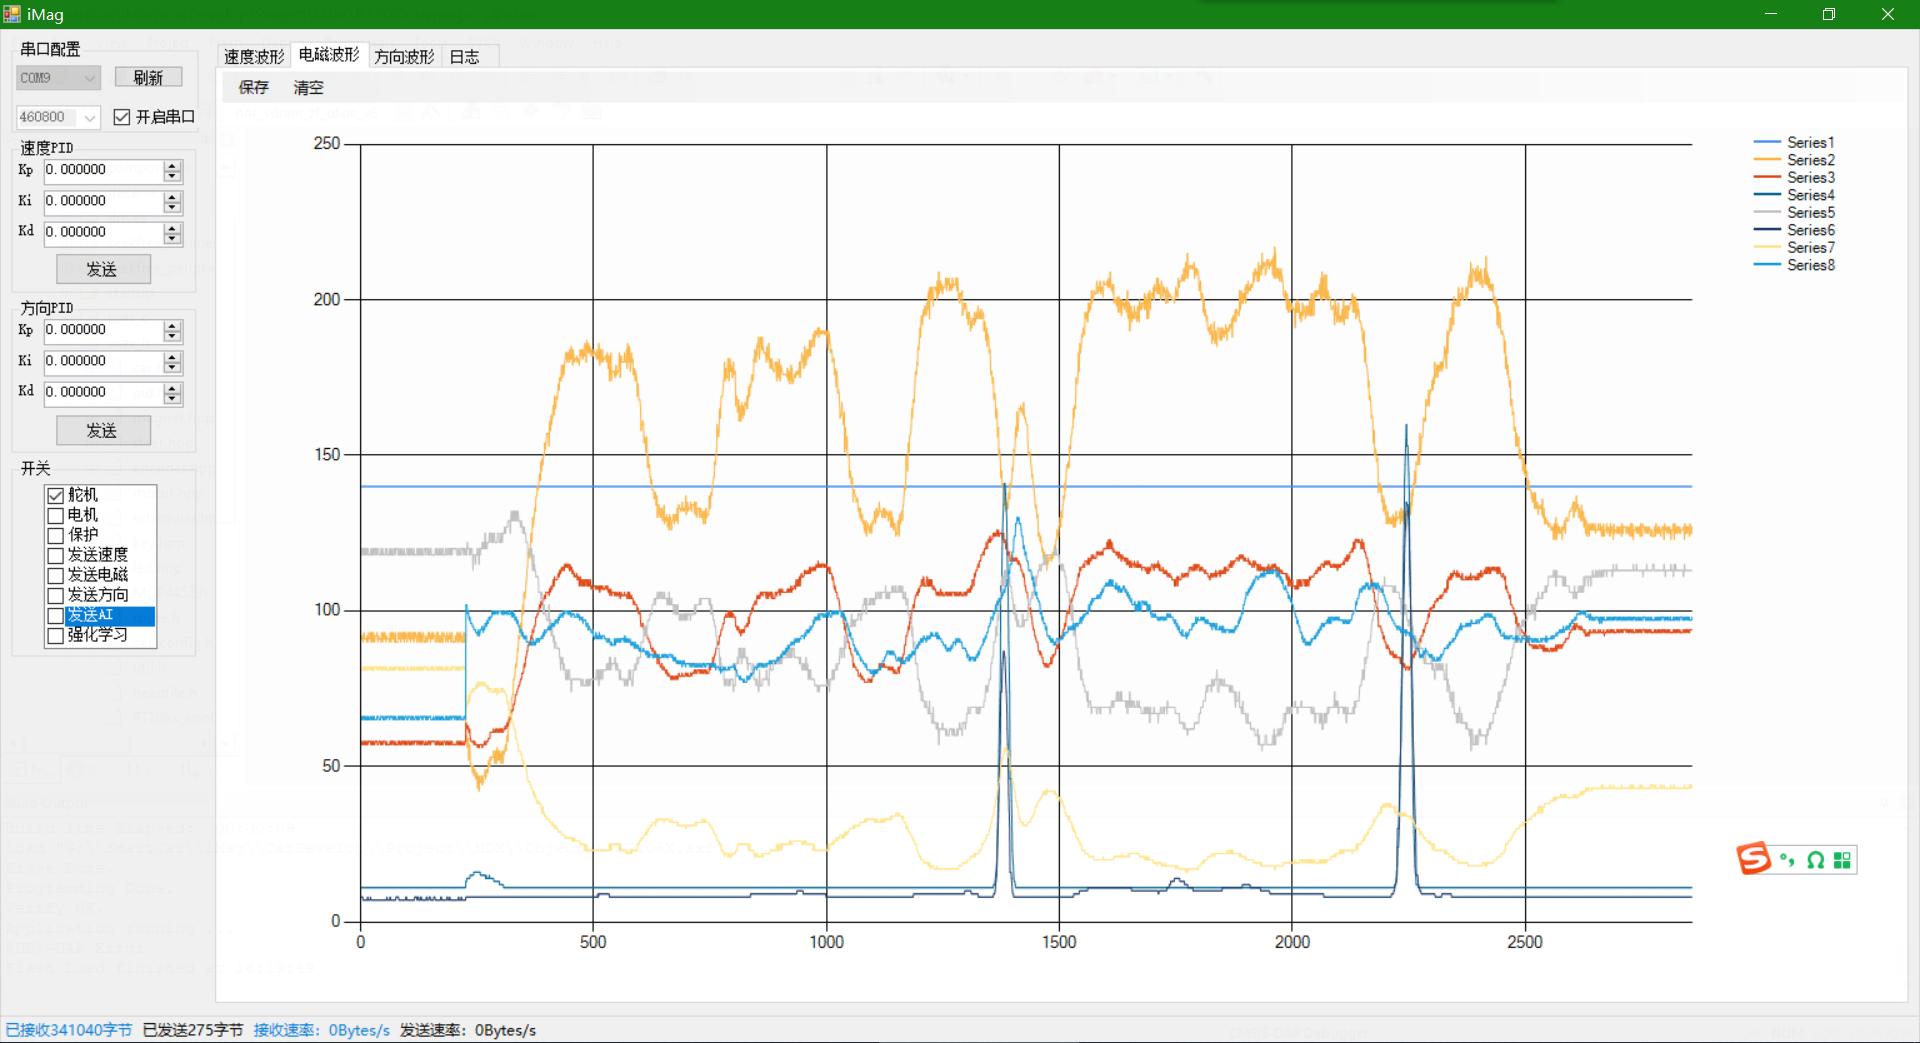 iMag
串口配置
COM9 刷新
460800 开启串口
速度PID
Kp 0.000000
Ki 0.000000
Kd 0.000000
发送
方向PID
Kp 0.000000
Ki 0.000000
Kd 0.000000
发送
开关
舵机
电机
保护
发送速度
发送电磁
发送方向
发送AI
强化学习
速度波形 电磁波形 方向波形 日志
保存 清空
250
200
150
100
50
0
0 500 1000 1500 2000 2500
Series1
Series2
Series3
Series4
Series5
Series6
Series7
Series8
已接收341040字节 已发送275字节 接收速率: 0Bytes/s 发送速率: 0Bytes/s